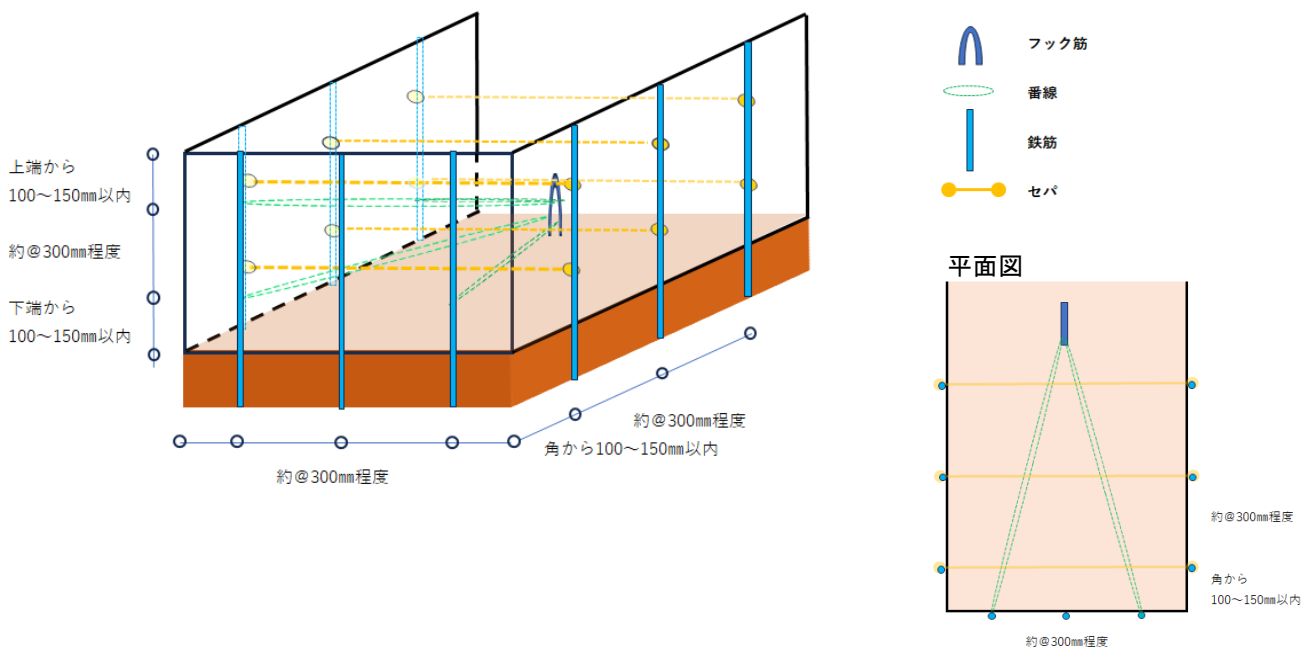 フック筋
番線
鉄筋
セパ
上端から
100～150㎜以内
約@300㎜程度
下端から
100～150㎜以内
約@300㎜程度
角から100～150㎜以内
約@300㎜程度
平面図
約@300㎜程度
角から
100～150㎜以内
約@300㎜程度